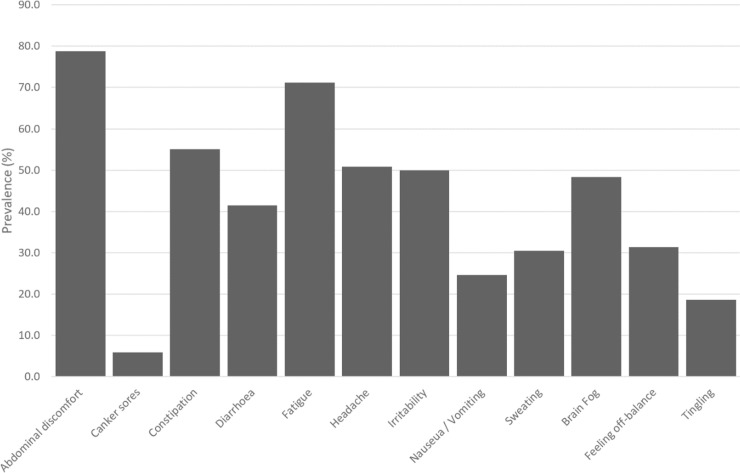 90.0
80.0
70.0
60.0
50.0
40.0
30.0
20.0
10.0
0.0
Prevalence (%)
Abdominal discomfort
Canker sores
Constipation
Diarrhoea
Fatigue
Headache
Irritability
Nauseua / Vomiting
Sweating
Brain Fog
Feeling off-balance
Tingling